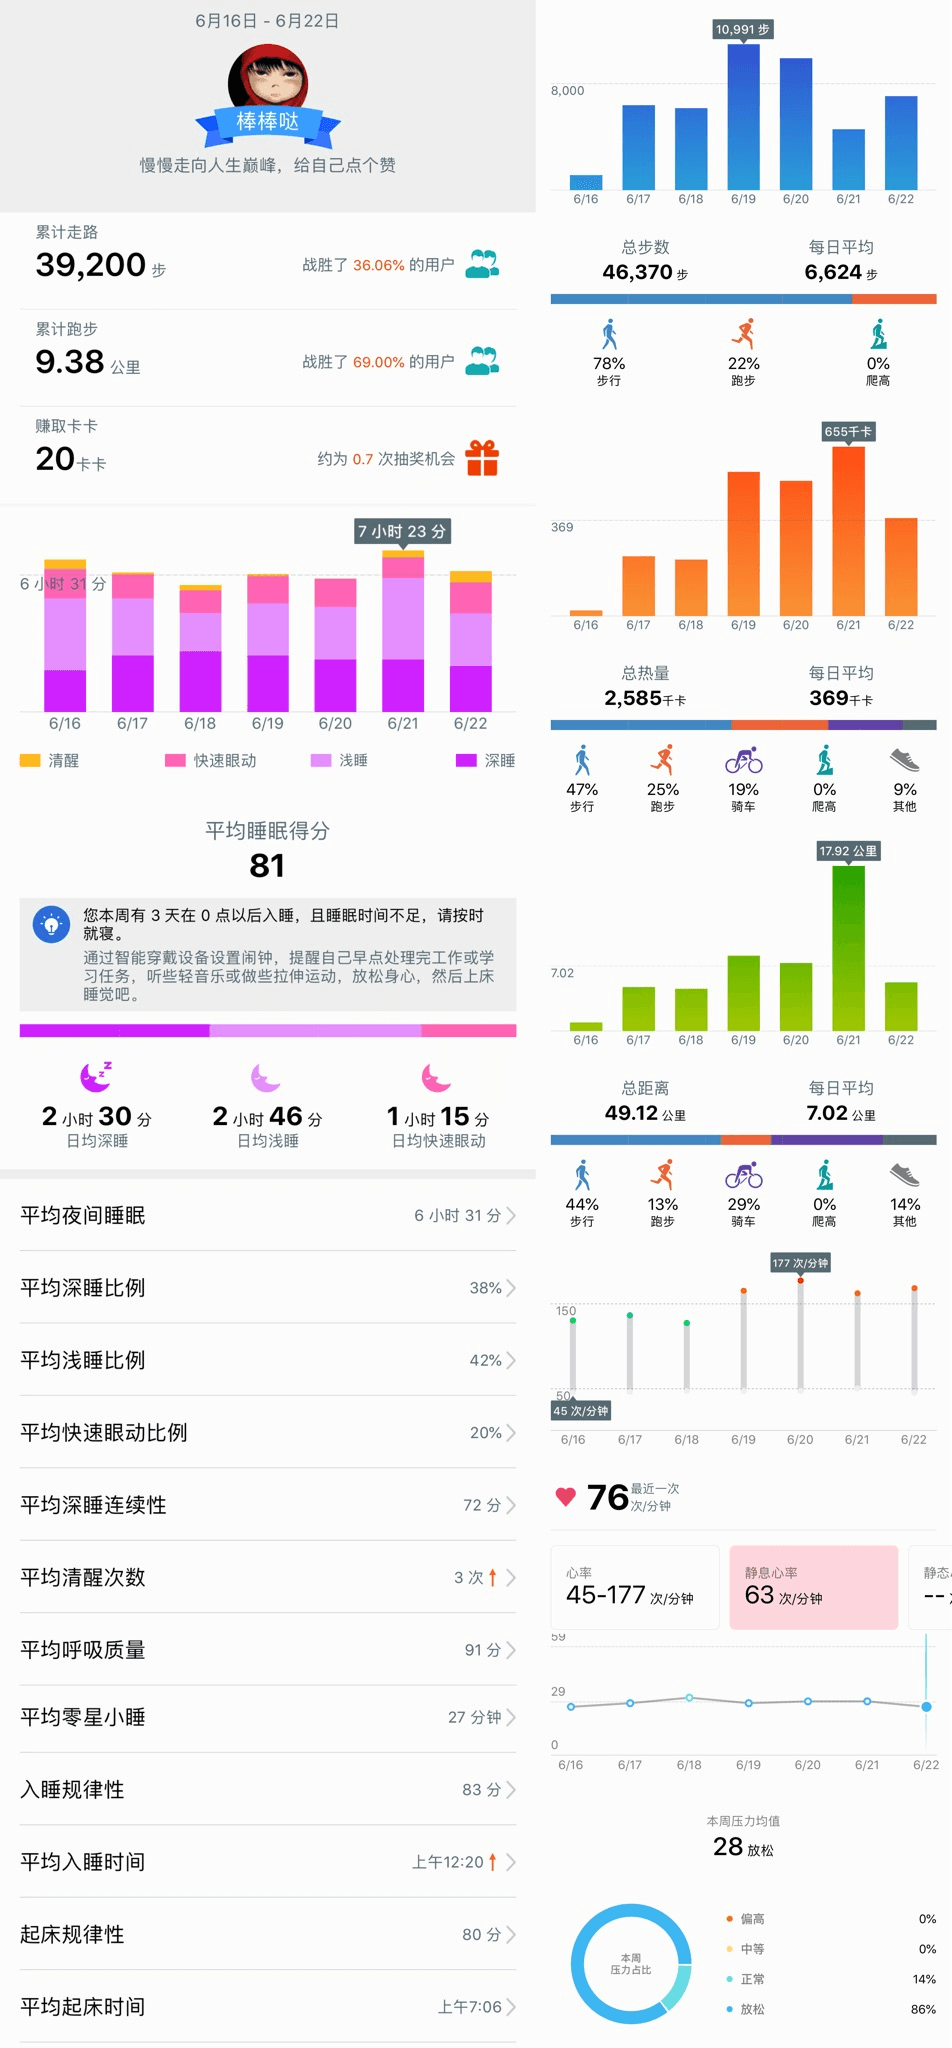 6月16日 - 6月22日
棒棒哒
慢慢走向人生巅峰，给自己点个赞
累计走路
39,200 步
战胜了 36.06% 的用户
累计跑步
9.38 公里
战胜了 69.00% 的用户
赚取卡卡
20卡卡
约为 0.7 次抽奖机会
7 小时 23 分
6 小时 31 分
6/16 6/17 6/18 6/19 6/20 6/21 6/22
清醒 快速眼动 浅睡 深睡
平均睡眠得分
81
您本周有 3 天在 0 点以后入睡，且睡眠时间不足，请按时
就寝。
通过智能穿戴设备设置闹钟，提醒自己早点处理完工作或学
习任务，听些轻音乐或做些拉伸运动，放松身心，然后上床
睡觉吧。
2 小时 30 分 2 小时 46 分 1 小时 15 分
日均深睡 日均浅睡 日均快速眼动
平均夜间睡眠 6 小时 31 分
平均深睡比例 38%
平均浅睡比例 42%
平均快速眼动比例 20%
平均深睡连续性 72 分
平均清醒次数 3 次
平均呼吸质量 91 分
平均零星小睡 27 分钟
入睡规律性 83 分
平均入睡时间 上午12:20
起床规律性 80 分
平均起床时间 上午7:06
10,991 步
8,000
6/16 6/17 6/18 6/19 6/20 6/21 6/22
总步数 每日平均
46,370 步 6,624 步
78% 22% 0%
步行 跑步 爬高
655千卡
369
6/16 6/17 6/18 6/19 6/20 6/21 6/22
总热量 每日平均
2,585千卡 369千卡
47% 25% 19% 0% 9%
步行 跑步 骑车 爬高 其他
17.92 公里
7.02
6/16 6/17 6/18 6/19 6/20 6/21 6/22
总距离 每日平均
49.12 公里 7.02 公里
44% 13% 29% 0% 14%
步行 跑步 骑车 爬高 其他
177 次/分钟
150
50
45 次/分钟
6/16 6/17 6/18 6/19 6/20 6/21 6/22
76 最近一次
次/分钟
心率 静息心率 静态
45-177 次/分钟 63 次/分钟 --
59
29
0
6/16 6/17 6/18 6/19 6/20 6/21 6/22
本周压力均值
28 放松
本周
压力占比
偏高 0%
中等 0%
正常 14%
放松 86%